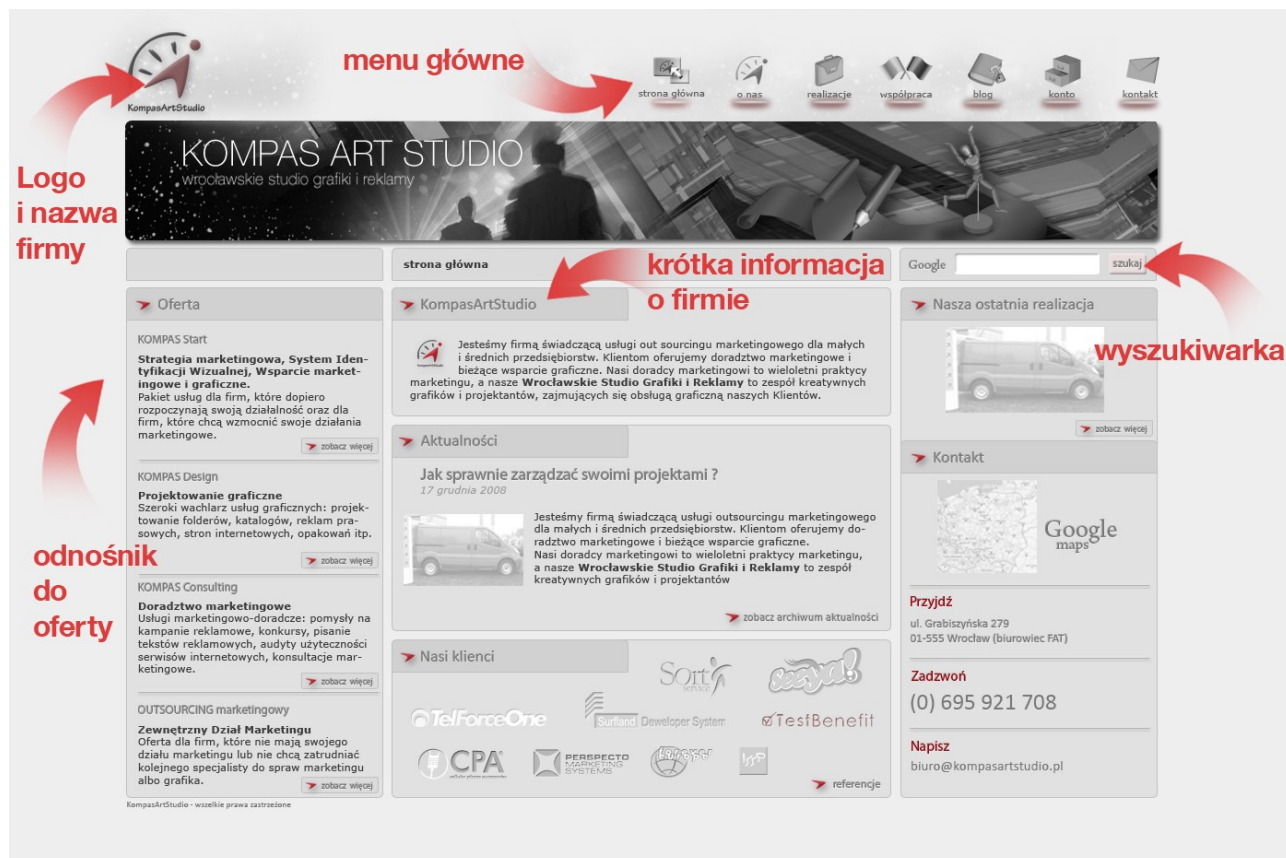 menu główne
KompasArtStudio
strona główna
o nas
realizacje
współpraca
blog
konto
kontakt
Logo
i nazwa
firmy
KOMPAS ART STUDIO
wrocławskie studio grafiki i reklamy
strona główna
krótka informacja
o firmie
Google
szukaj
wyszukiwarka
Oferta
KOMPAS Start
Strategia marketingowa, System Iden-
tyfikacji Wizualnej, Wsparcie market-
ingowe i graficzne.
Pakiet usług dla firm, które dopiero
rozpoczynają swoją działalność oraz dla
firm, które chcą wzmocnić swoje działania
marketingowe.
zobacz więcej
KOMPAS Design
Projektowanie graficzne
Szeroki wachlarz usług graficznych: projek-
towanie folderów, katalogów, reklam pra-
sowych, stron internetowych, opakowań itp.
zobacz więcej
odnośnik
do
oferty
KOMPAS Consulting
Doradztwo marketingowe
Usługi marketingowo-doradcze: pomysły na
kampanie reklamowe, konkursy, pisanie
tekstów reklamowych, audyty użyteczności
serwisów internetowych, konsultacje mar-
ketingowe.
zobacz więcej
OUTSOURCING marketingowy
Zewnętrzny Dział Marketingu
Oferta dla firm, które nie mają swojego
działu marketingu lub nie chcą zatrudniać
kolejnego specjalisty do spraw marketingu
albo grafika.
zobacz więcej
KompasArtStudio - wszelkie prawa zastrzeżone
KompasArtStudio
Jesteśmy firmą świadczącą usługi out sourcingu marketingowego dla małych
i średnich przedsiębiorstw. Klientom oferujemy doradztwo marketingowe i
bieżące wsparcie graficzne. Nasi doradcy marketingowi to wieloletni praktycy
marketingu, a nasze Wrocławskie Studio Grafiki i Reklamy to zespół kreatywnych
grafików i projektantów, zajmujących się obsługą graficzną naszych Klientów.
Aktualności
Jak sprawnie zarządzać swoimi projektami ?
17 grudnia 2008
Jesteśmy firmą świadczącą usługi outsourcingu marketingowego
dla małych i średnich przedsiębiorstw. Klientom oferujemy do-
radztwo marketingowe i bieżące wsparcie graficzne.
Nasi doradcy marketingowi to wieloletni praktycy marketingu,
a nasze Wrocławskie Studio Grafiki i Reklamy to zespół
kreatywnych grafików i projektantów
zobacz archiwum aktualności
Nasi klienci
Sort
service
seeya!
TelForceOne
Surfland Deweloper System
TestBenefit
CPA
PERSPECTO
MARKETING
SYSTEMS
referencje
Nasza ostatnia realizacja
zobacz więcej
Kontakt
Google
maps
Przyjdź
ul. Grabiszyńska 279
01-555 Wrocław (biurowiec FAT)
Zadzwoń
(0) 695 921 708
Napisz
biuro@kompasartstudio.pl